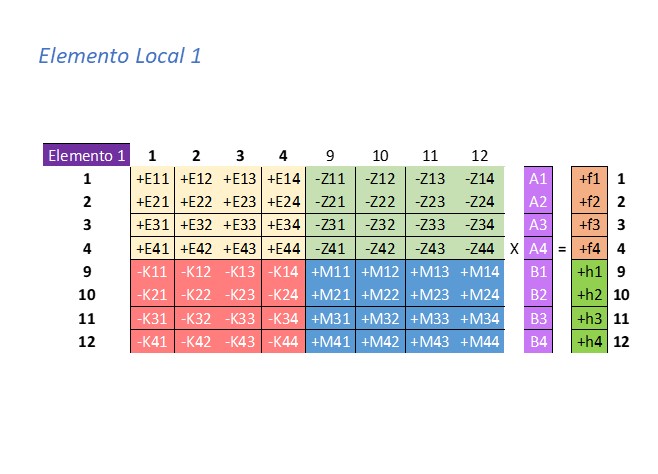 Elemento Local 1
Elemento 1 1 2 3 4 9 10 11 12
1 +E11 +E12 +E13 +E14 -Z11 -Z12 -Z13 -Z14 A1 +f1 1
2 +E21 +E22 +E23 +E24 -Z21 -Z22 -Z23 -Z24 A2 +f2 2
3 +E31 +E32 +E33 +E34 -Z31 -Z32 -Z33 -Z34 A3 +f3 3
4 +E41 +E42 +E43 +E44 -Z41 -Z42 -Z43 -Z44 X A4 = +f4 4
9 -K11 -K12 -K13 -K14 +M11 +M12 +M13 +M14 B1 +h1 9
10 -K21 -K22 -K23 -K24 +M21 +M22 +M23 +M24 B2 +h2 10
11 -K31 -K32 -K33 -K34 +M31 +M32 +M33 +M34 B3 +h3 11
12 -K41 -K42 -K43 -K44 +M41 +M42 +M43 +M44 B4 +h4 12